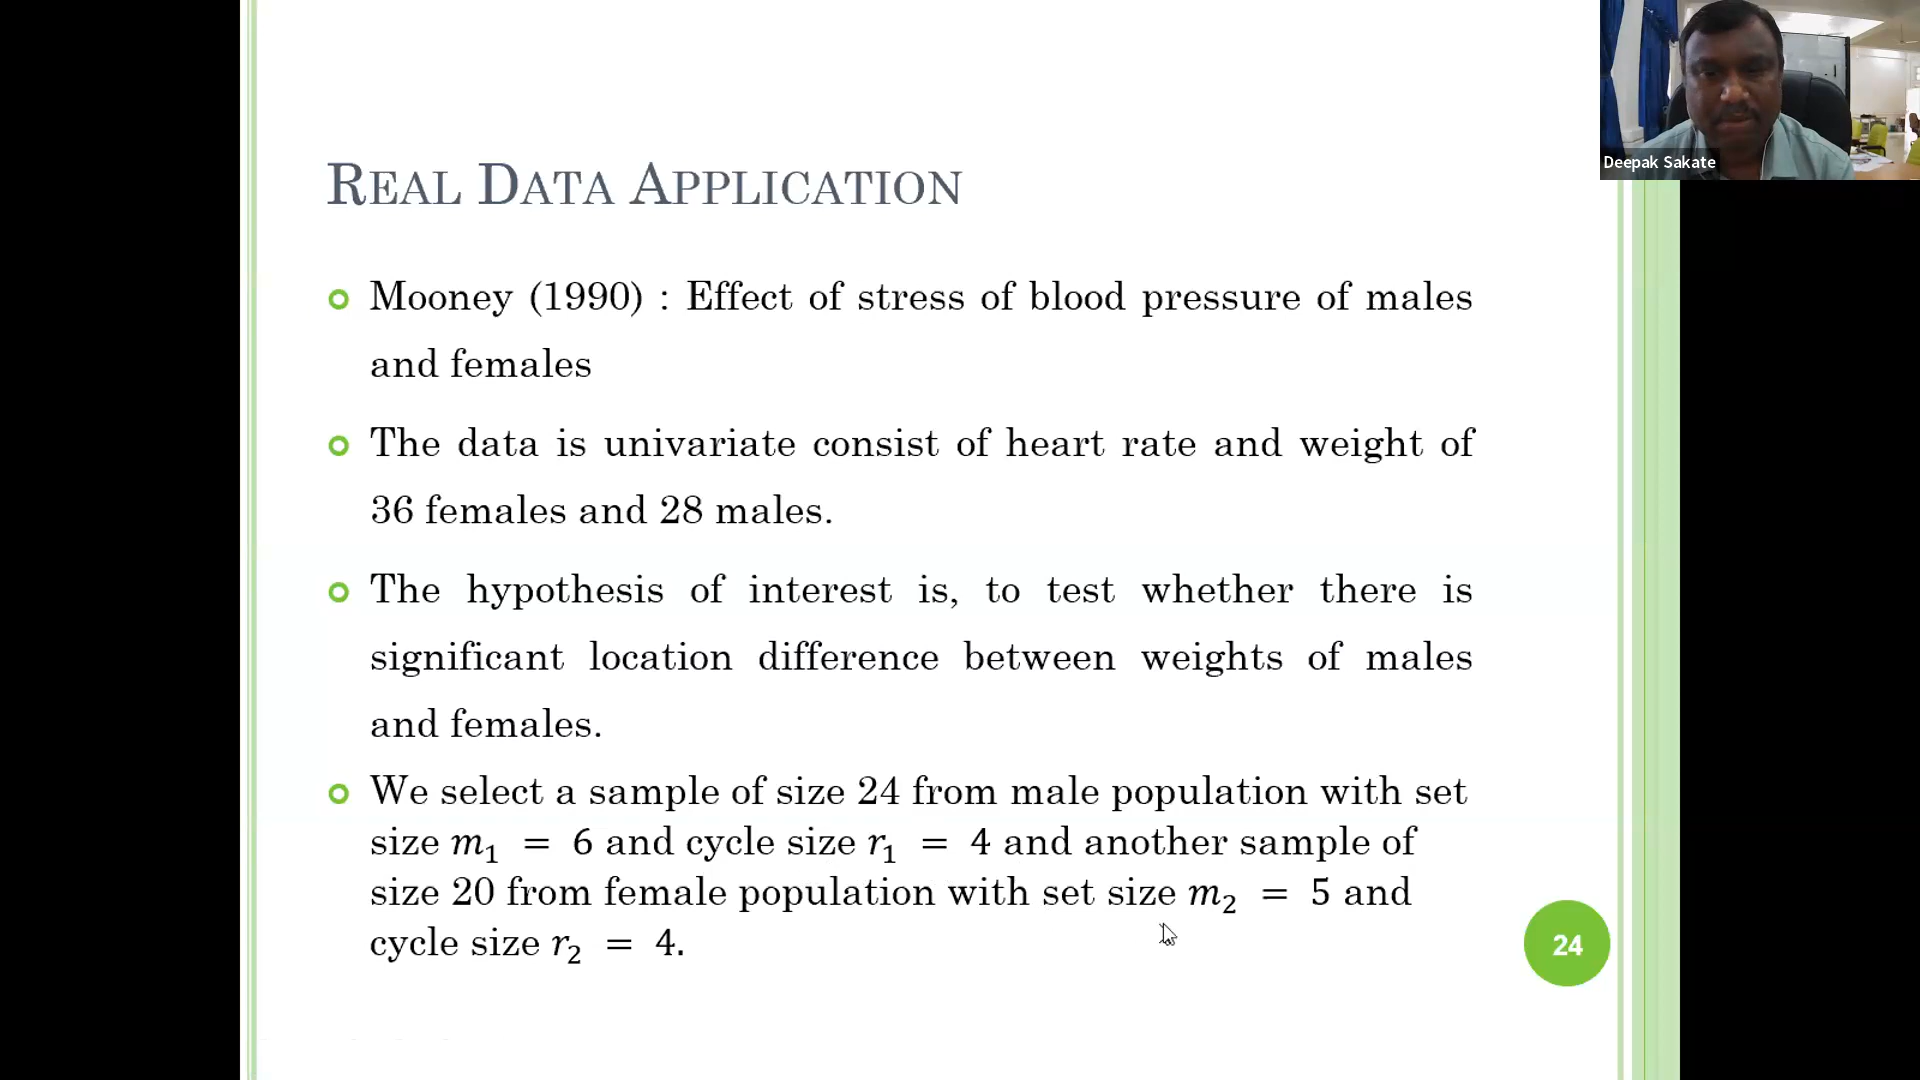 Deepak Sakate
REAL DATA APPLICATION
Mooney (1990) : Effect of stress of blood pressure of males
and females
The data is univariate consist of heart rate and weight of
36 females and 28 males.
The hypothesis of interest is, to test whether there is
significant location difference between weights of males
and females.
We select a sample of size 24 from male population with set
size m₁ = 6 and cycle size r₁ = 4 and another sample of
size 20 from female population with set size m₂ = 5 and
cycle size r₂ = 4.
24